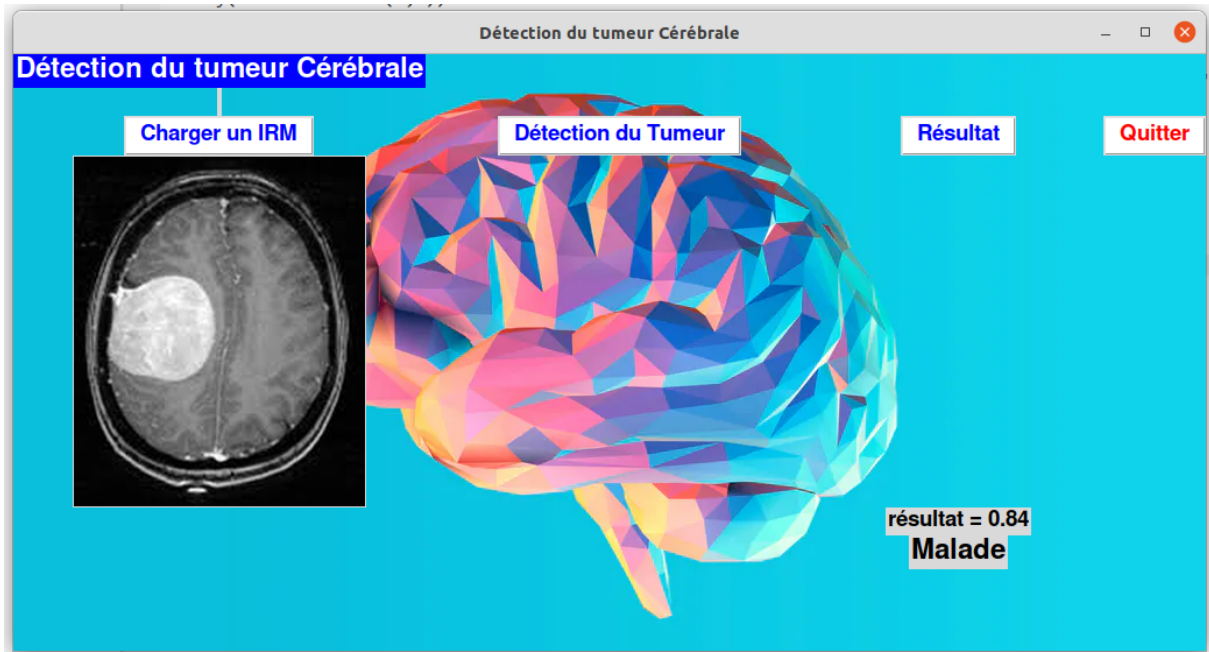 Détection du tumeur Cérébrale
Détection du tumeur Cérébrale
Charger un IRM
Détection du Tumeur
Résultat
Quitter
résultat = 0.84
Malade